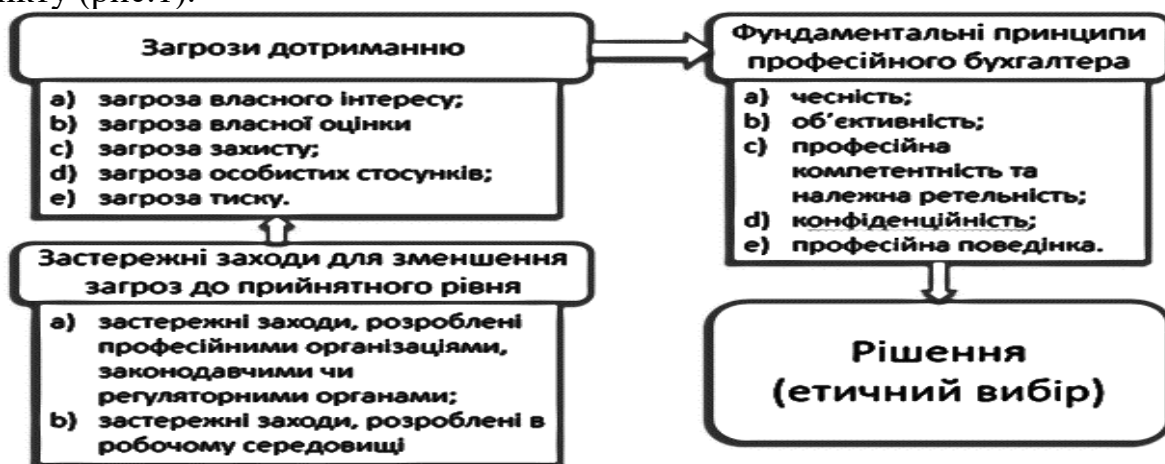 (рис.1).
Загрози дотриманню
a) загроза власного інтересу;
b) загроза власної оцінки
c) загроза захисту;
d) загроза особистих стосунків;
e) загроза тиску.
Застережні заходи для зменшення
загроз до прийнятного рівня
a) застережні заходи, розроблені
професійними організаціями,
законодавчими чи
регуляторними органами;
b) застережні заходи, розроблені в
робочому середовищі
Фундаментальні принципи
професійного бухгалтера
a) чесність;
b) об’єктивність;
c) професійна
компетентність та
належна ретельність;
d) конфіденційність;
e) професійна поведінка.
Рішення
(етичний вибір)